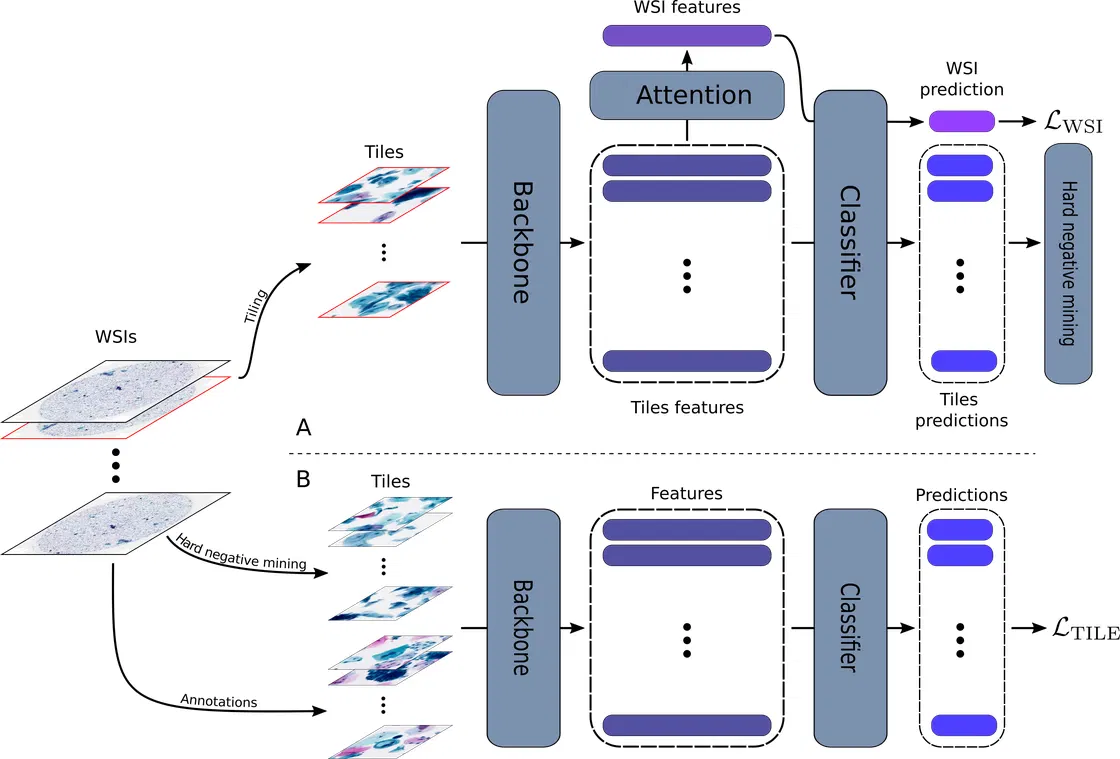 WSI features
Attention
WSI
prediction
ℒWSI
Tiles
Backbone
Classifier
Hard negative mining
Tiling
WSIs
Tiles features
Tiles
predictions
A
B
Tiles
Features
Predictions
Hard negative mining
Backbone
Classifier
ℒTILE
Annotations